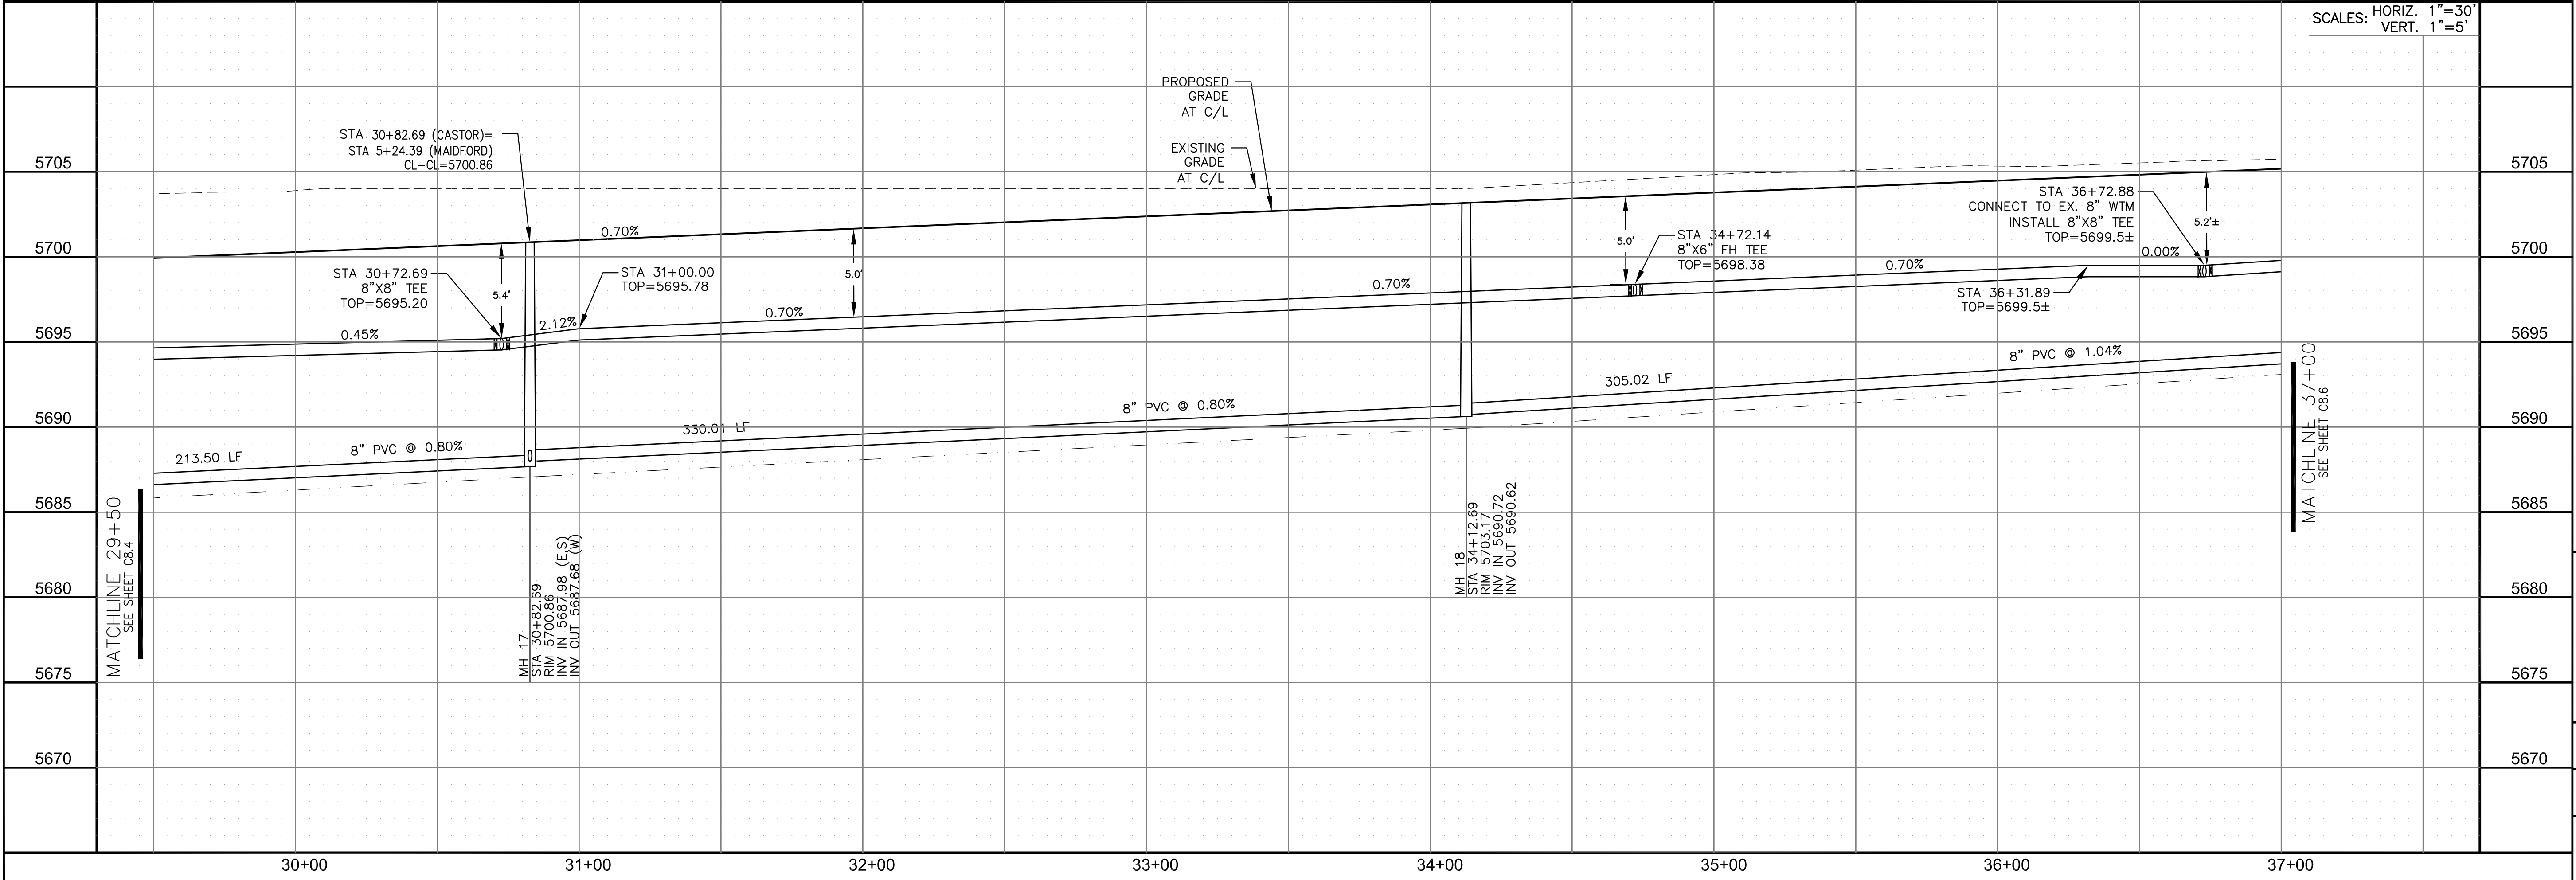 SCALES: HORIZ. 1"=30'
VERT. 1"=5'
PROPOSED
GRADE
AT C/L
EXISTING
GRADE
AT C/L
STA 30+82.69 (CASTOR)=
STA 5+24.39 (MAIDFORD)
CL-CL=5700.86
5705
5705
STA 36+72.88
CONNECT TO EX. 8" WTM
INSTALL 8"X8" TEE
TOP=5699.5±
5.2'±
0.70%
5700
5700
STA 34+72.14
8"X6" FH TEE
TOP=5698.38
5.0'
0.00%
STA 30+72.69
8"X8" TEE
TOP=5695.20
5.4'
STA 31+00.00
TOP=5695.78
5.0'
0.70%
0.70%
STA 36+31.89
TOP=5699.5±
0.70%
2.12%
0.45%
5695
5695
8" PVC @ 1.04%
305.02 LF
8" PVC @ 0.80%
330.01 LF
5690
5690
8" PVC @ 0.80%
213.50 LF
MATCHLINE 37+00
SEE SHEET C8.6
5685
5685
MATCHLINE 29+50
SEE SHEET C8.4
MH 17
STA 30+82.69
RIM 5700.86
INV IN 5687.98 (E,S)
INV OUT 5687.68 (W)
MH 18
STA 34+12.69
RIM 5703.17
INV IN 5690.72
INV OUT 5690.62
5680
5680
5675
5675
5670
5670
30+00
31+00
32+00
33+00
34+00
35+00
36+00
37+00